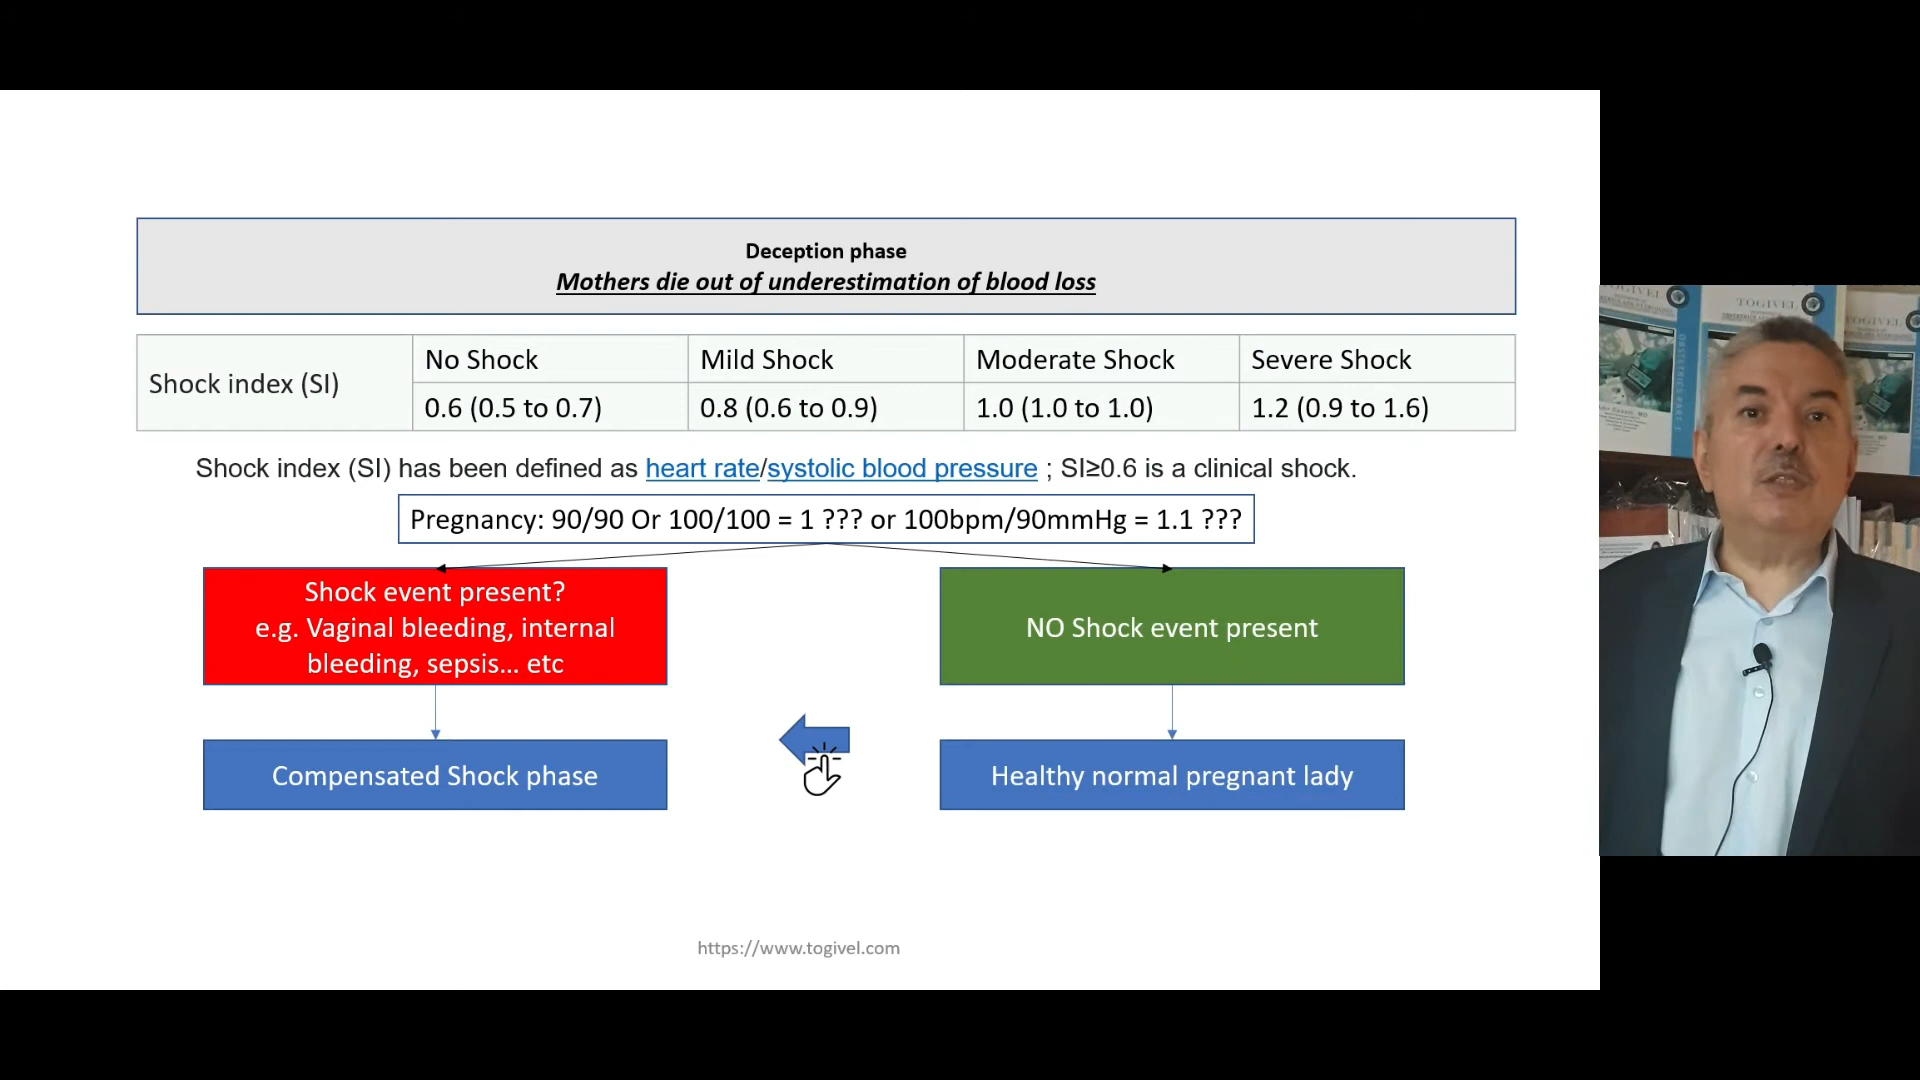 Deception phase
Mothers die out of underestimation of blood loss
Shock index (SI)
No Shock
Mild Shock
Moderate Shock
Severe Shock
0.6 (0.5 to 0.7)
0.8 (0.6 to 0.9)
1.0 (1.0 to 1.0)
1.2 (0.9 to 1.6)
Shock index (SI) has been defined as heart rate/systolic blood pressure ; SI≥0.6 is a clinical shock.
Pregnancy: 90/90 Or 100/100 = 1 ??? or 100bpm/90mmHg = 1.1 ???
Shock event present?
e.g. Vaginal bleeding, internal
bleeding, sepsis... etc
NO Shock event present
Compensated Shock phase
Healthy normal pregnant lady
https://www.togivel.com
TOGIVEL
TOGIVEL